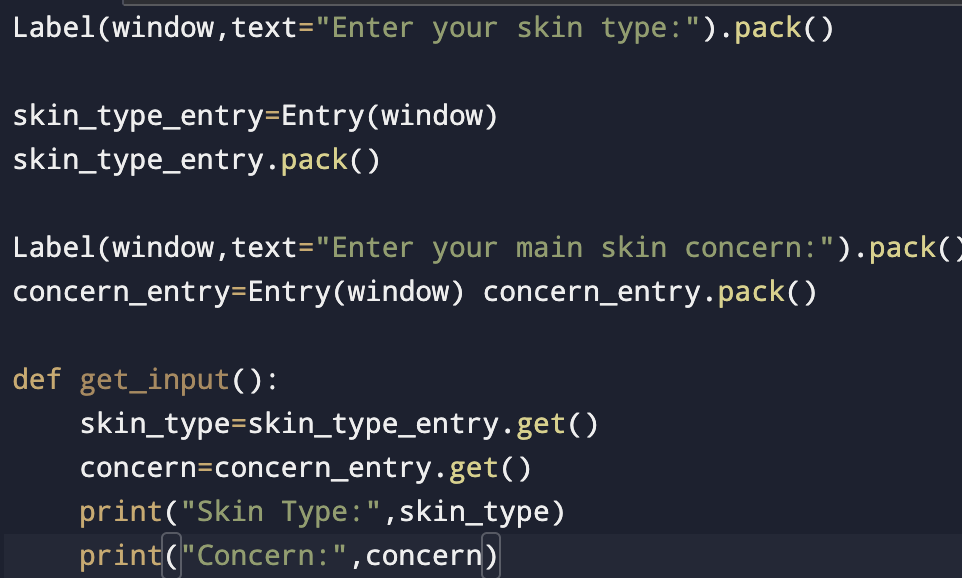 Label(window,text="Enter your skin type:").pack()
skin_type_entry=Entry(window)
skin_type_entry.pack()
Label(window,text="Enter your main skin concern:").pack()
concern_entry=Entry(window) concern_entry.pack()
def get_input():
    skin_type=skin_type_entry.get()
    concern=concern_entry.get()
    print("Skin Type:",skin_type)
    print("Concern:",concern)